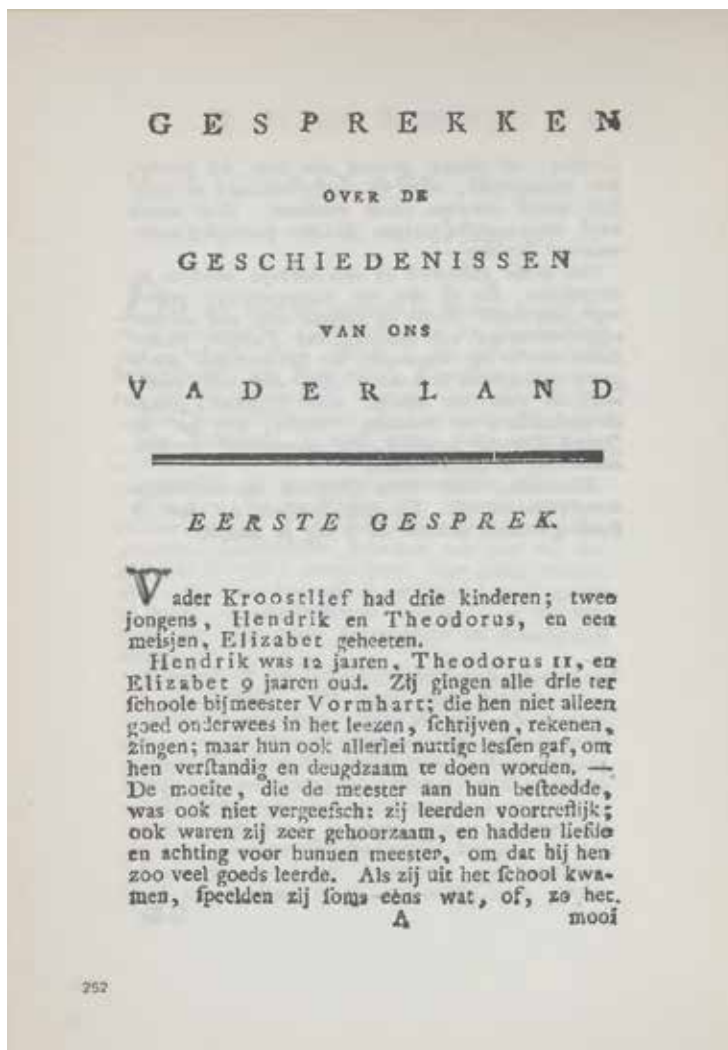 GESPREKKEN
OVER DE
GESCHIEDENISSEN
VAN ONS
VADERLAND
EERSTE GESPREK.
Vader Kroostlief had drie kinderen; twee
jongens, Hendrik en Theodorus, en een
meisjen, Elizabet geheeten.
Hendrik was 12 jaaren, Theodorus 11, en
Elizabet 9 jaaren oud. Zij gingen alle drie ter
ſchoole bij meester Vormhart; die hen niet alleen
goed onderwees in het leezen, ſchrijven, rekenen,
zingen; maar hun ook allerlei nuttige lesſen gaf, om
hen verſtandig en deugdzaam te doen worden. —
De moeite, die de meester aan hun beſteedde,
was ook niet vergeefsch: zij leerden voortreflijk;
ook waren zij zeer gehoorzaam, en hadden liefde
en achting voor hunnen meester, om dat hij hen
zoo veel goeds leerde. Als zij uit het ſchool kwa-
men, ſpeelden zij ſoms eens wat, of, zo het
A mooi
252